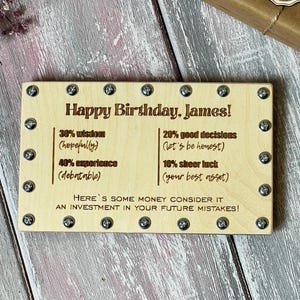 Happy Birthday, James!
30% wisdom
(hopefully)
20% good decisions
(let's be honest)
40% experience
(debatable)
10% sheer luck
(your best asset)
Here`s some money consider it
an investment in your future mistakes!